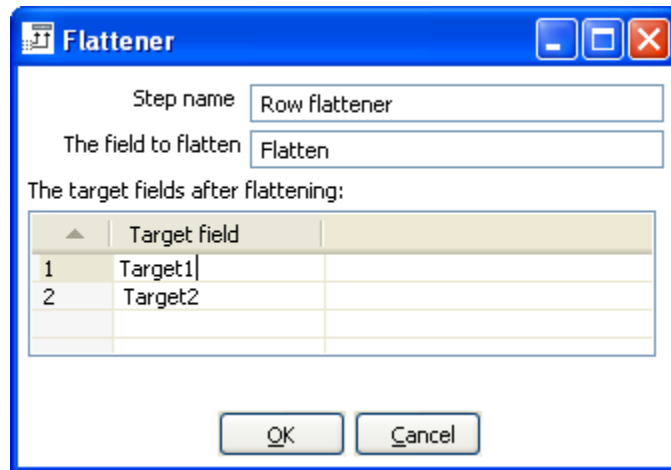 Flattener
Step name Row flattener
The field to flatten Flatten
The target fields after flattening:
Target field
1 Target1
2 Target2
OK Cancel